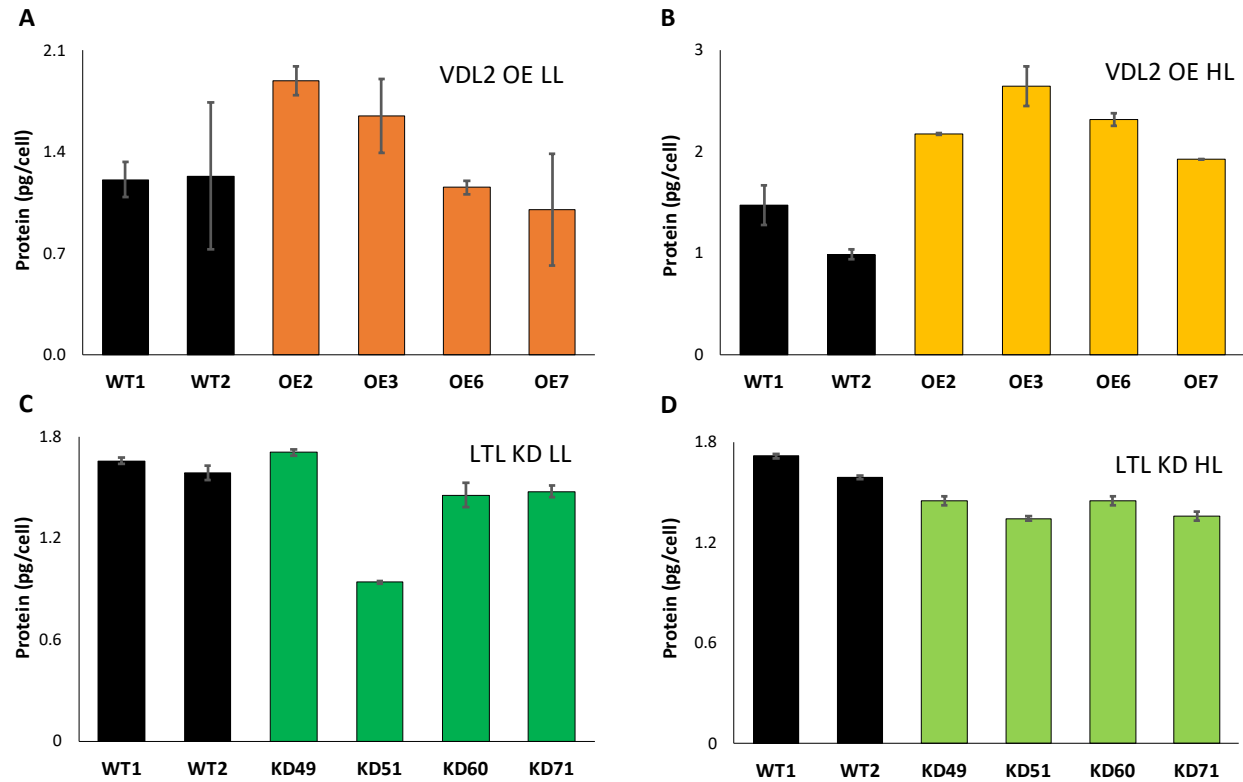 A
VDL2 OE LL
Protein (pg/cell)
2.1
1.4
0.7
0.0
WT1 WT2 OE2 OE3 OE6 OE7
B
VDL2 OE HL
Protein (pg/cell)
3
2
1
0
WT1 WT2 OE2 OE3 OE6 OE7
C
LTL KD LL
Protein (pg/cell)
1.8
1.2
0.6
0
WT1 WT2 KD49 KD51 KD60 KD71
D
LTL KD HL
Protein (pg/cell)
1.8
1.2
0.6
0
WT1 WT2 KD49 KD51 KD60 KD71